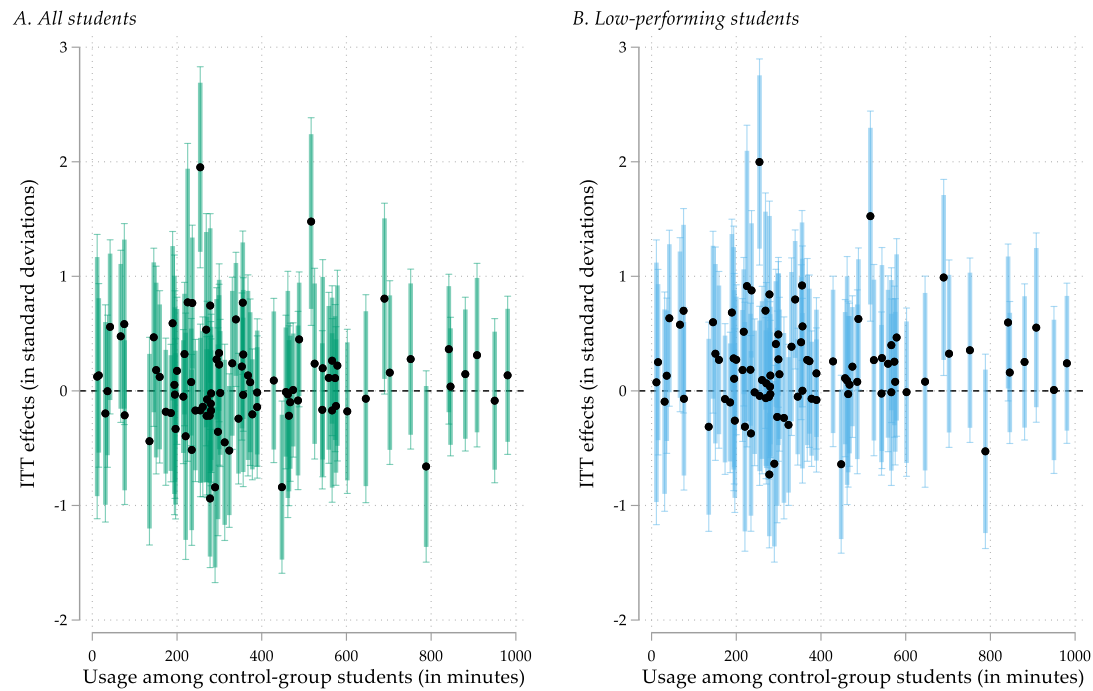 A. All students
ITT effects (in standard deviations)
3
2
1
0
-1
-2
0 200 400 600 800 1000
Usage among control-group students (in minutes)
B. Low-performing students
ITT effects (in standard deviations)
3
2
1
0
-1
-2
0 200 400 600 800 1000
Usage among control-group students (in minutes)